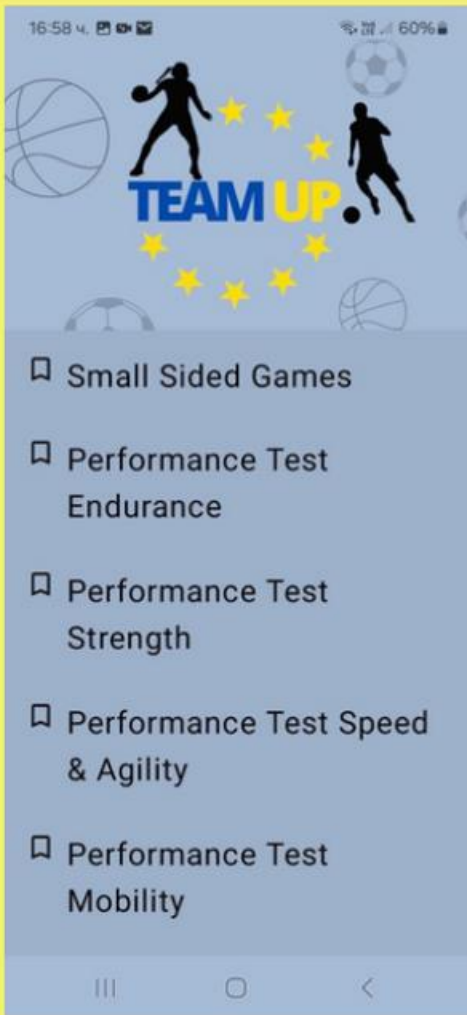 16:58 ч. 60%
TEAM UP
Small Sided Games
Performance Test
Endurance
Performance Test
Strength
Performance Test Speed
& Agility
Performance Test
Mobility